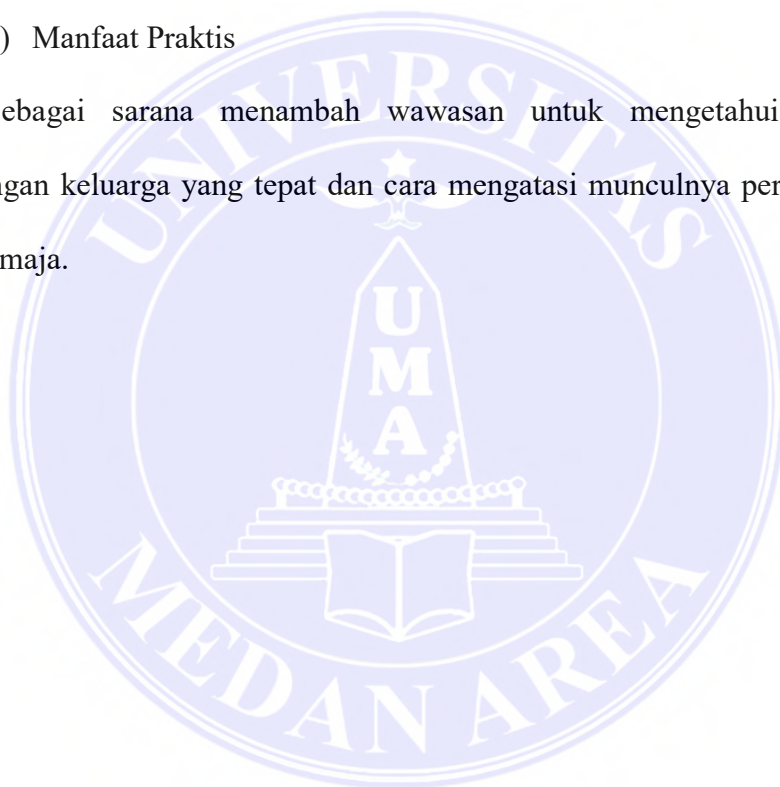 ) Manfaat Praktis
ebagai sarana menambah wawasan untuk mengetahui
ngan keluarga yang tepat dan cara mengatasi munculnya per
maja.
UNIVERSITAS
UMA
MEDAN AREA